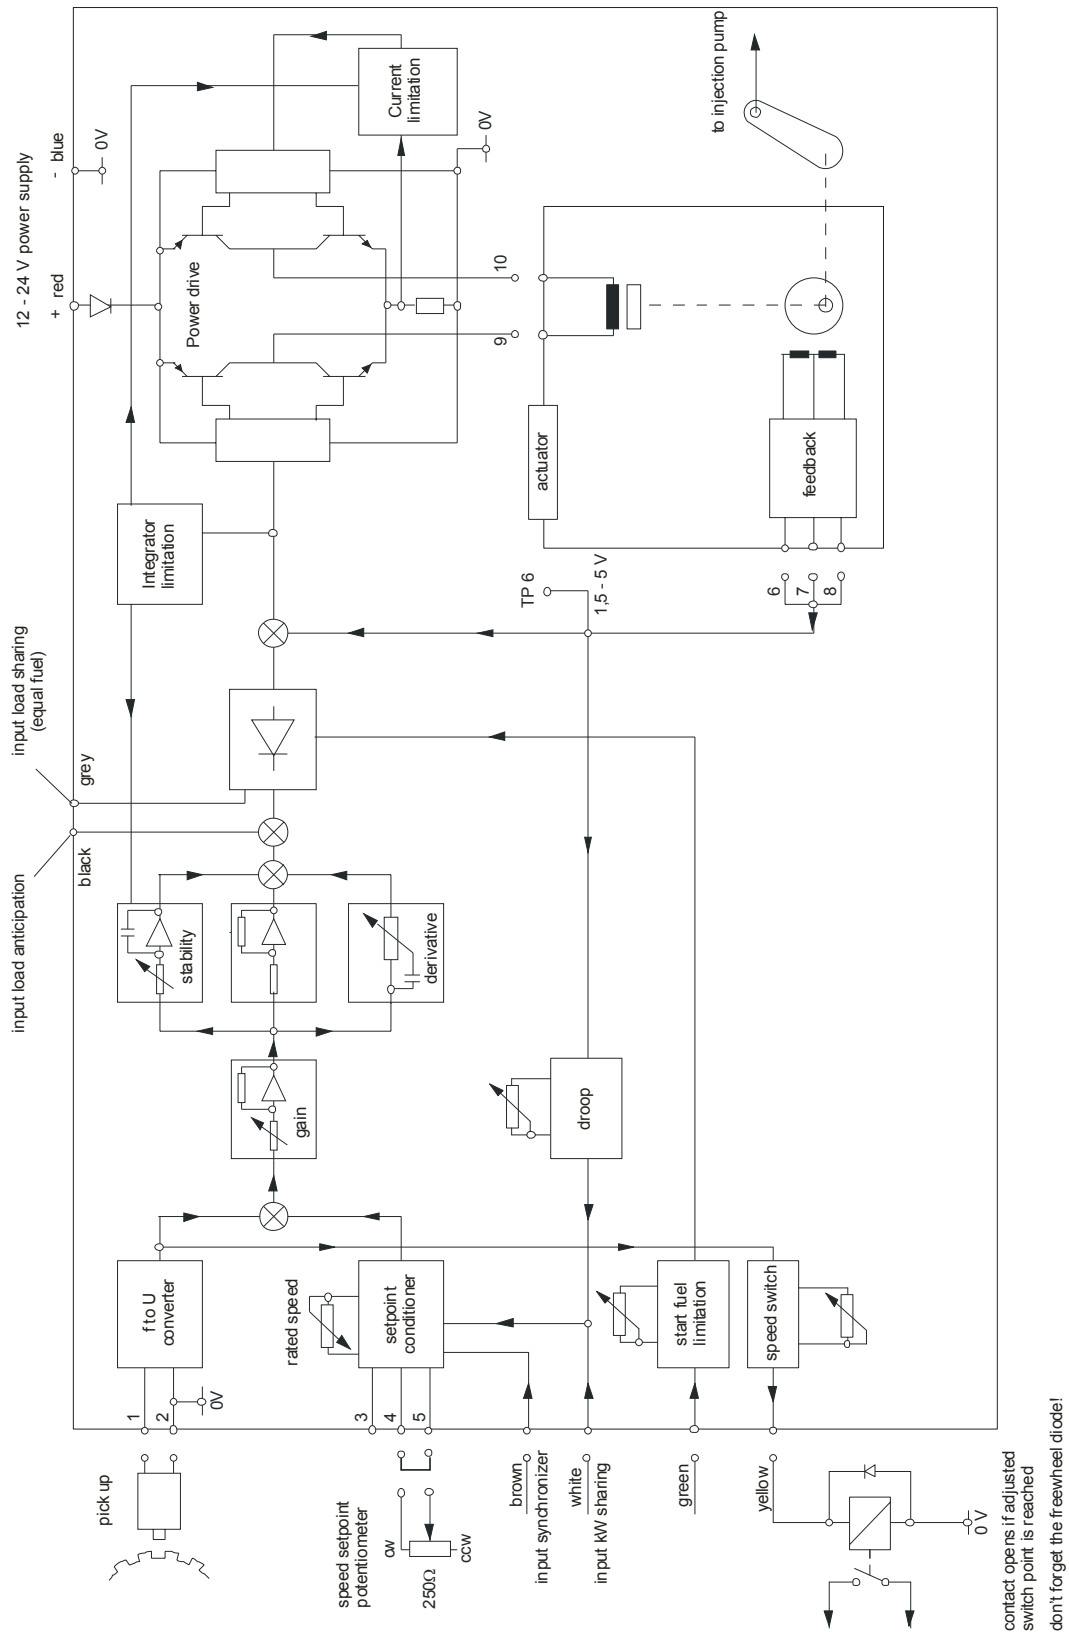 12 - 24 V power supply
+ red
- blue
0V
Current
limitation
0V
to injection pump
Power drive
10
9
actuator
feedback
6
7
8
Integrator
limitation
TP 6
1,5 - 5 V
input load sharing
(equal fuel)
grey
input load anticipation
black
stability
derivative
gain
droop
f to U
converter
rated speed
setpoint
conditioner
start fuel
limitation
speed switch
1
2
0V
3
4
5
pick up
speed setpoint
potentiometer
cw
ccw
250Ω
brown
input synchronizer
white
input kW sharing
green
yellow
0 V
contact opens if adjusted
switch point is reached
don't forget the freewheel diode!